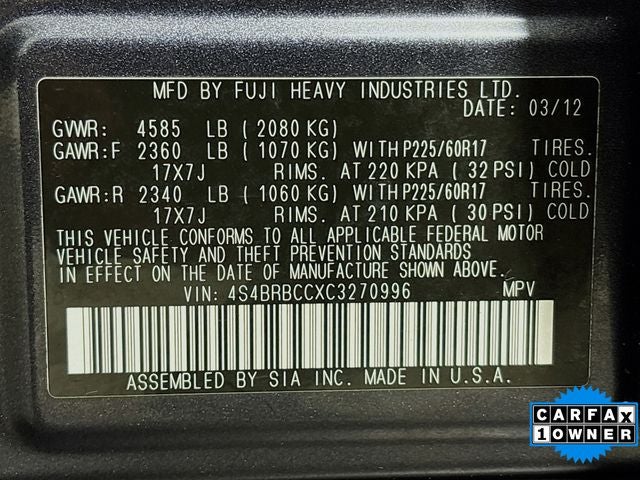 MFD BY FUJI HEAVY INDUSTRIES LTD.
DATE: 03/12
GVWR: 4585 LB ( 2080 KG)
GAWR:F 2360 LB ( 1070 KG) WITH P225/60R17 TIRES.
17X7J RIMS. AT 220 KPA ( 32 PSI) COLD
GAWR:R 2340 LB ( 1060 KG) WITH P225/60R17 TIRES.
17X7J RIMS. AT 210 KPA ( 30 PSI) COLD
THIS VEHICLE CONFORMS TO ALL APPLICABLE FEDERAL MOTOR
VEHICLE SAFETY AND THEFT PREVENTION STANDARDS
IN EFFECT ON THE DATE OF MANUFACTURE SHOWN ABOVE.
VIN: 4S4BRBCCXC3270996 MPV
ASSEMBLED BY SIA INC. MADE IN U.S.A.
CARFAX
1 OWNER